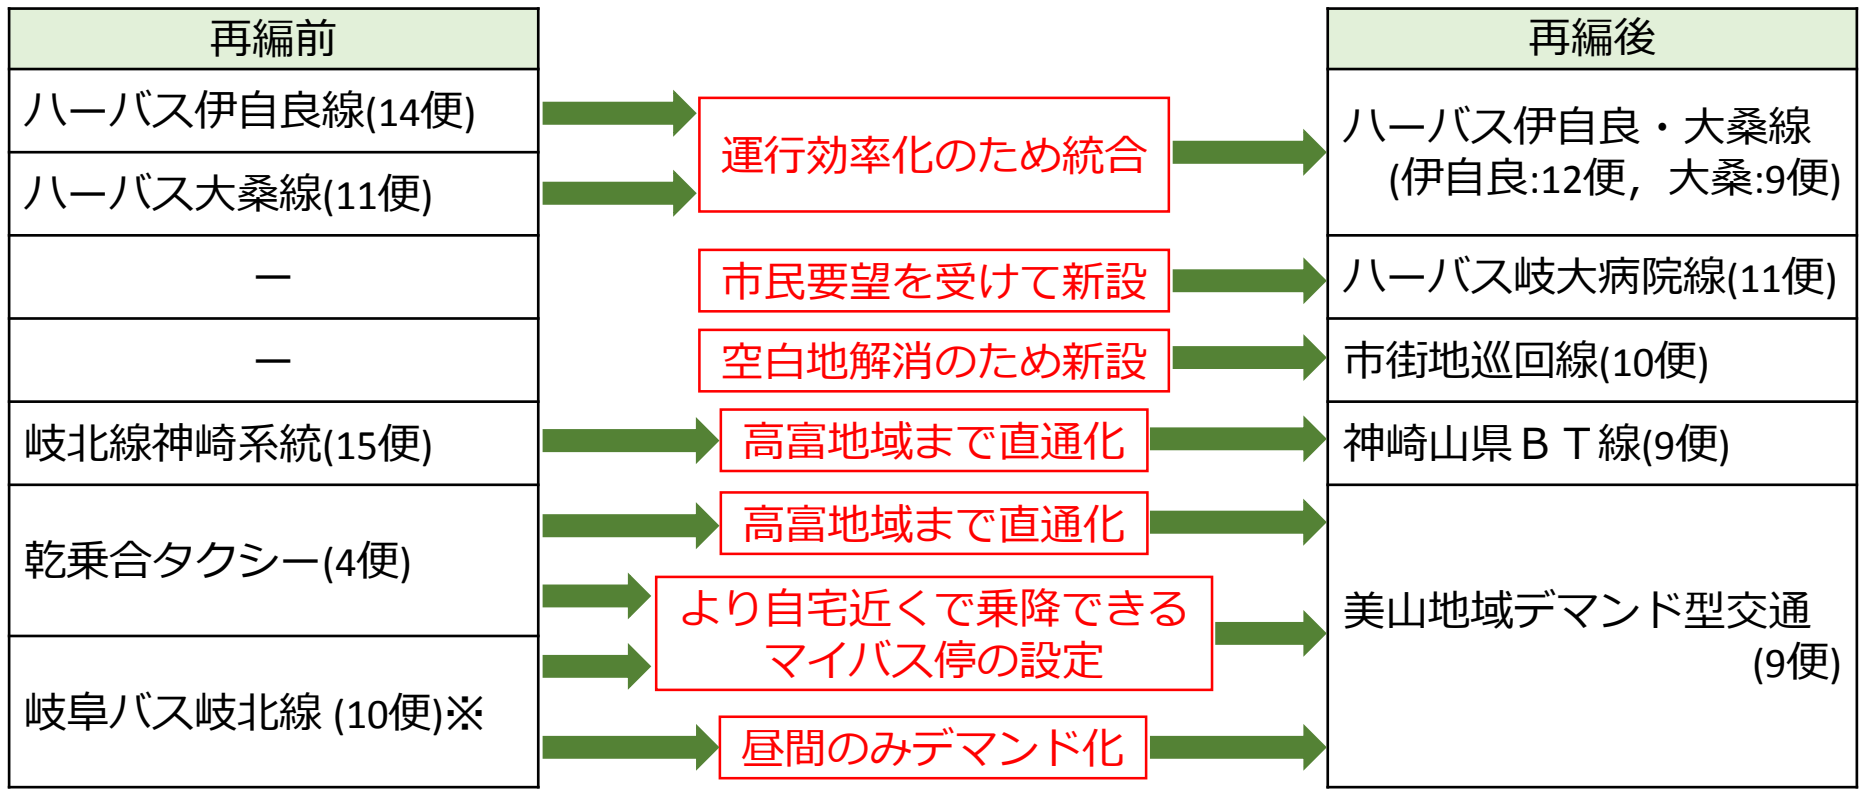 再編前
再編後
ハーバス伊自良線(14便)
ハーバス大桑線(11便)
運行効率化のため統合
ハーバス伊自良・大桑線
(伊自良:12便，大桑:9便)
ー
市民要望を受けて新設
ハーバス岐大病院線(11便)
ー
空白地解消のため新設
市街地巡回線(10便)
岐北線神崎系統(15便)
高富地域まで直通化
神崎山県ＢＴ線(9便)
乾乗合タクシー(4便)
高富地域まで直通化
より自宅近くで乗降できる
マイバス停の設定
美山地域デマンド型交通
(9便)
岐阜バス岐北線 (10便)※
昼間のみデマンド化